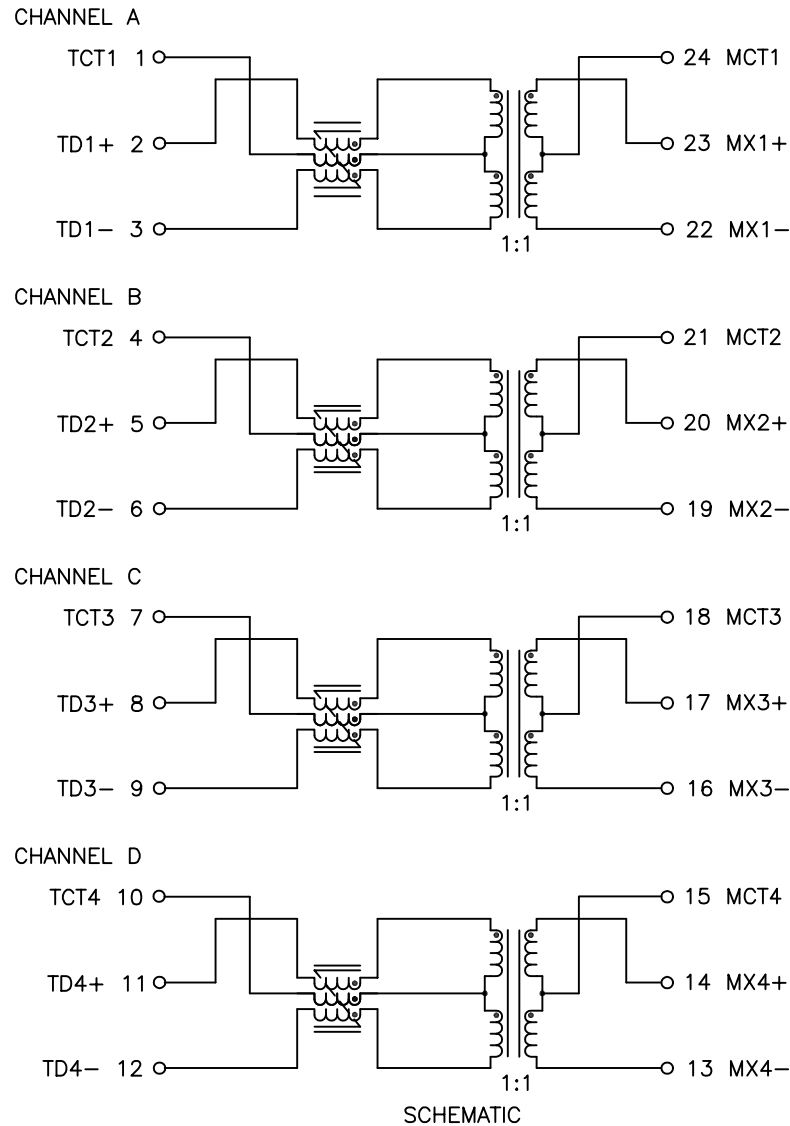 CHANNEL A
TCT1 1 24 MCT1
TD1+ 2 23 MX1+
TD1- 3 22 MX1-
1:1
CHANNEL B
TCT2 4 21 MCT2
TD2+ 5 20 MX2+
TD2- 6 19 MX2-
1:1
CHANNEL C
TCT3 7 18 MCT3
TD3+ 8 17 MX3+
TD3- 9 16 MX3-
1:1
CHANNEL D
TCT4 10 15 MCT4
TD4+ 11 14 MX4+
TD4- 12 13 MX4-
1:1
SCHEMATIC